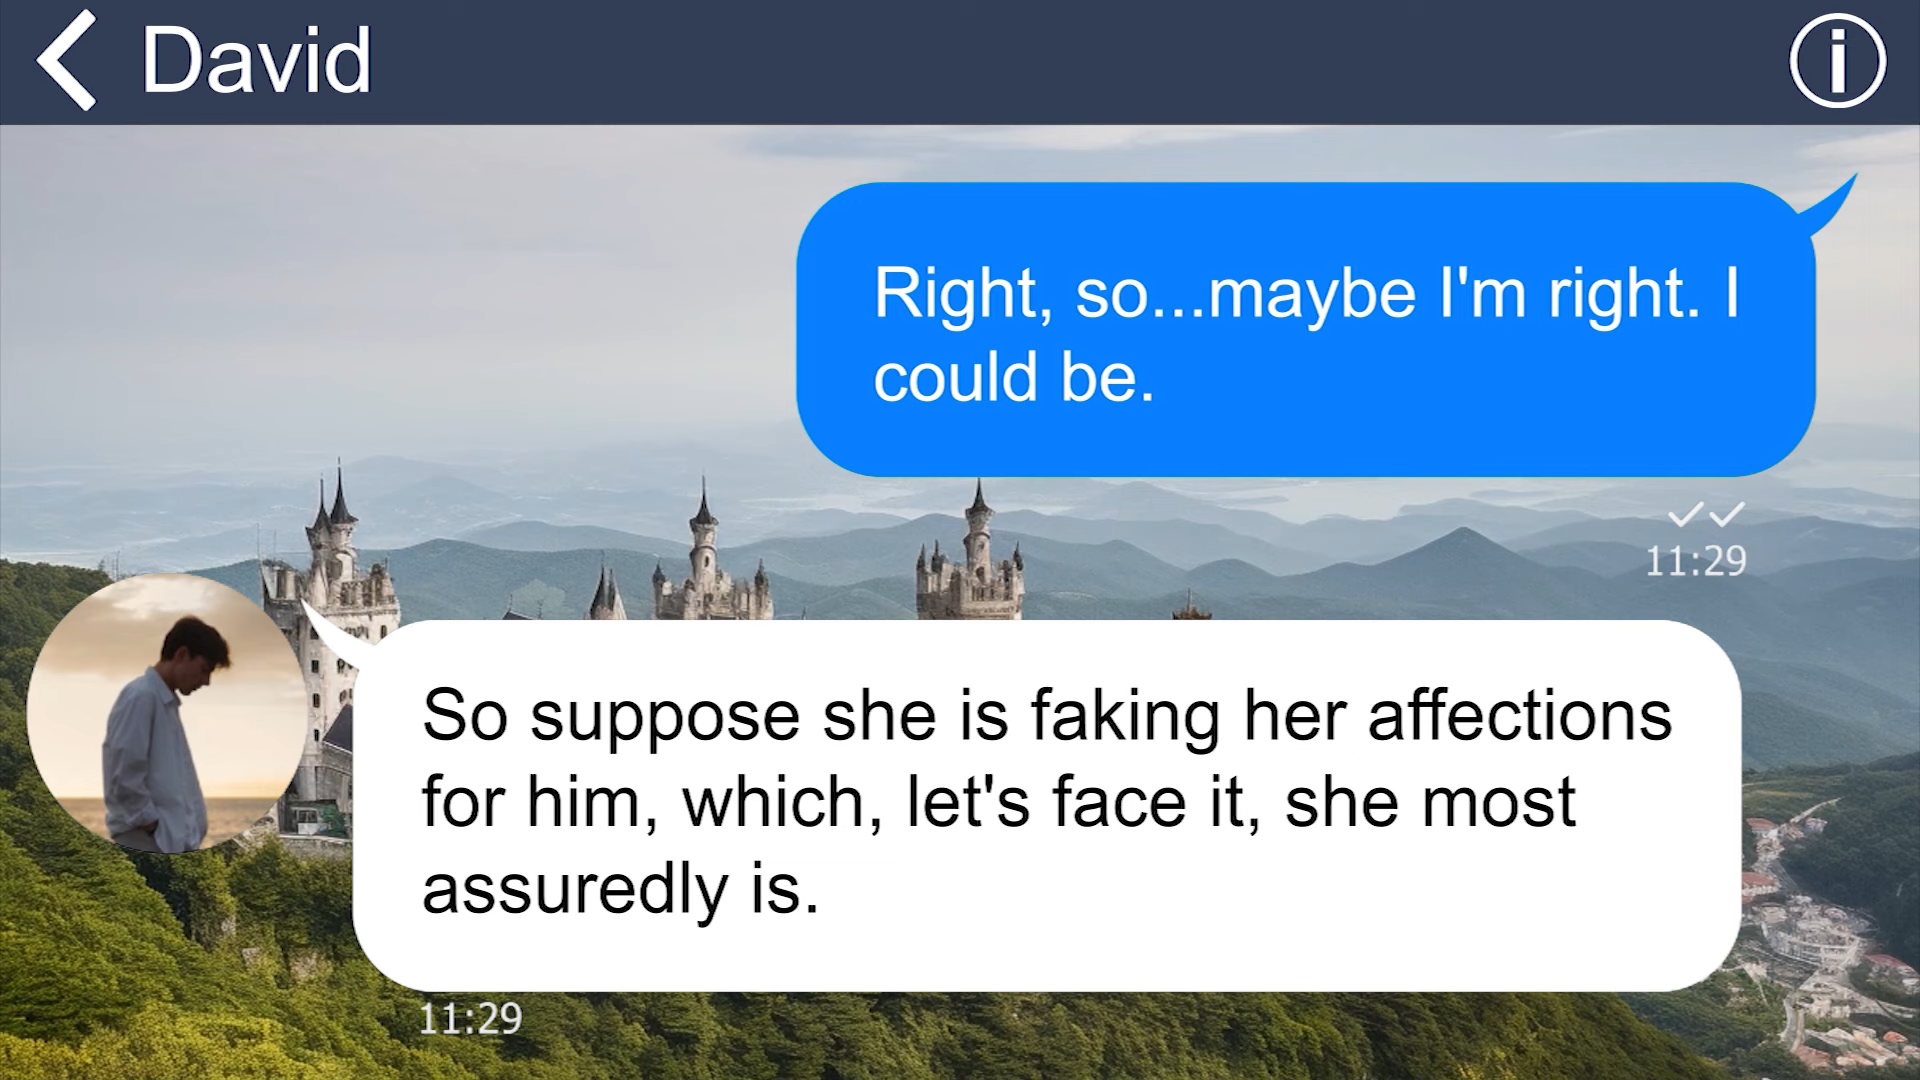 David
Right, so...maybe I'm right. I
could be.
11:29
So suppose she is faking her affections
for him, which, let's face it, she most
assuredly is.
11:29